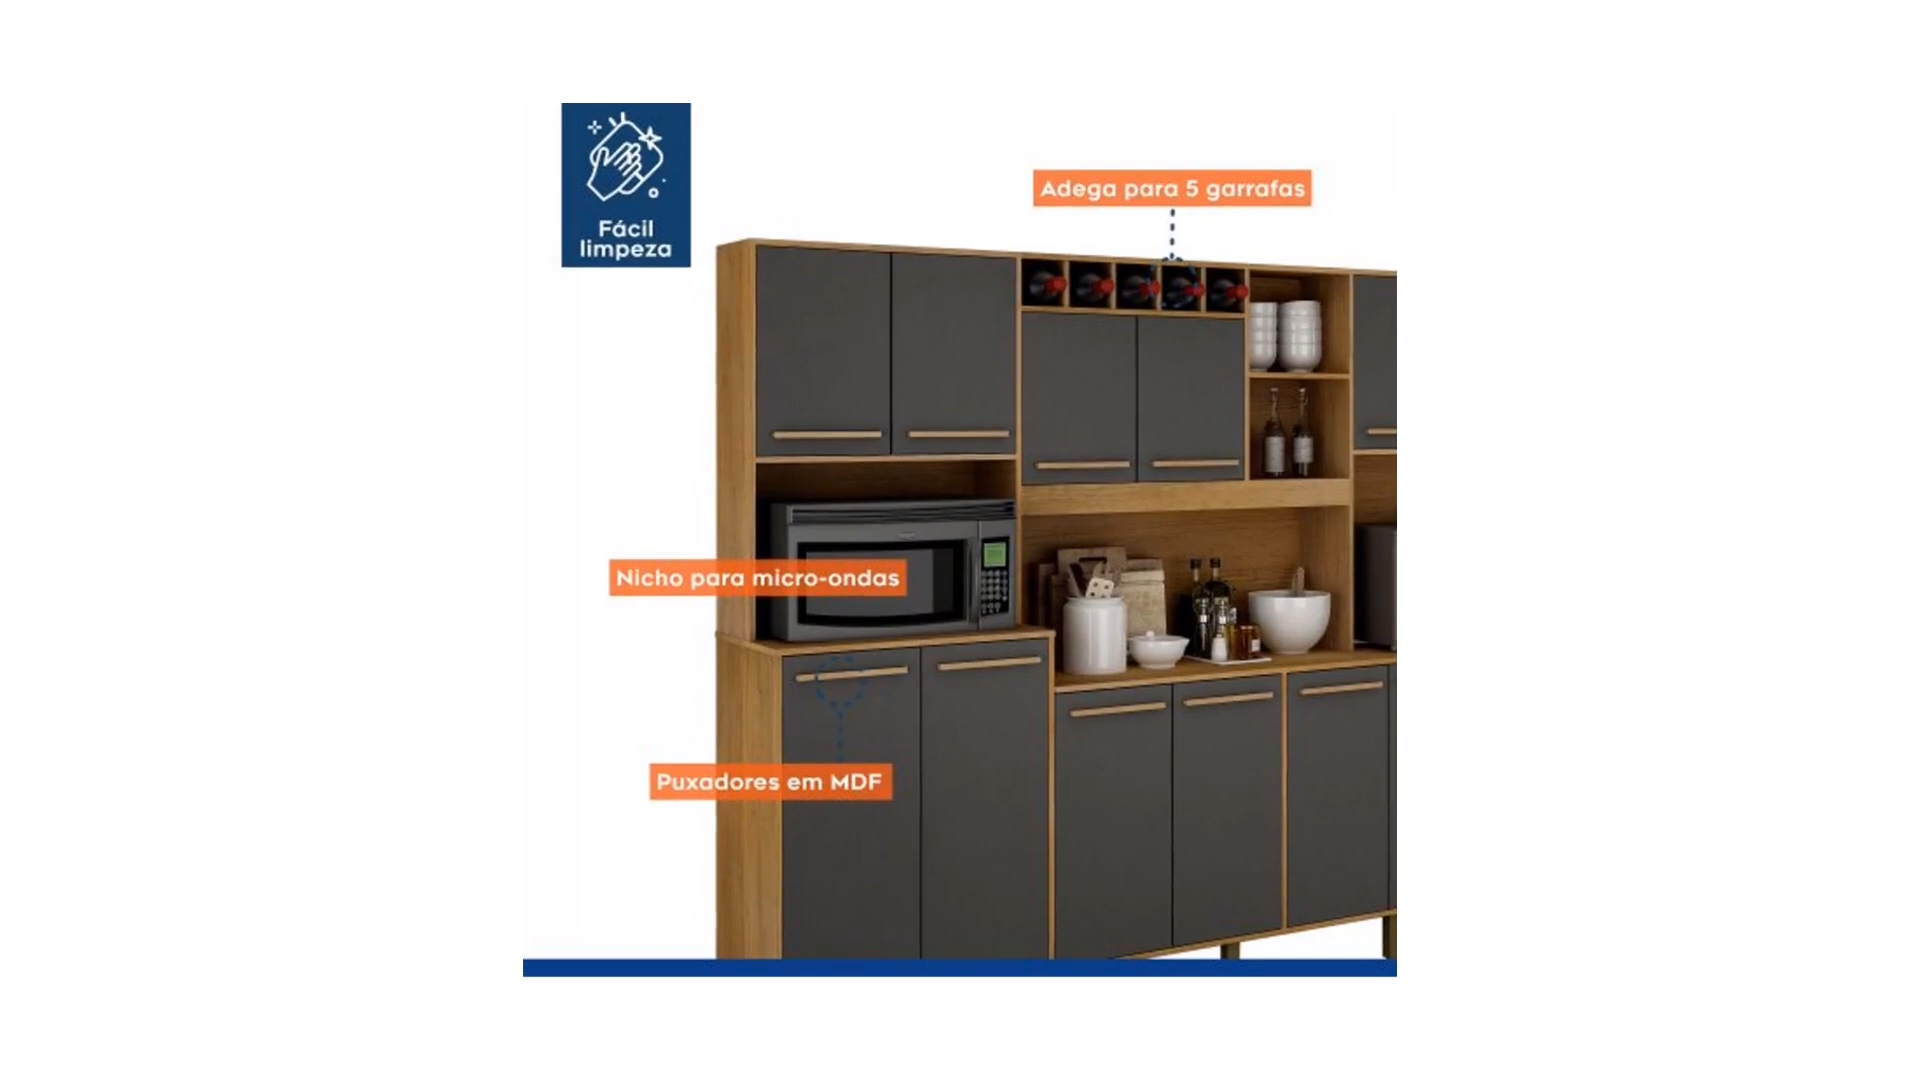 Fácil
limpeza
Adega para 5 garrafas
Nicho para micro-ondas
Puxadores em MDF